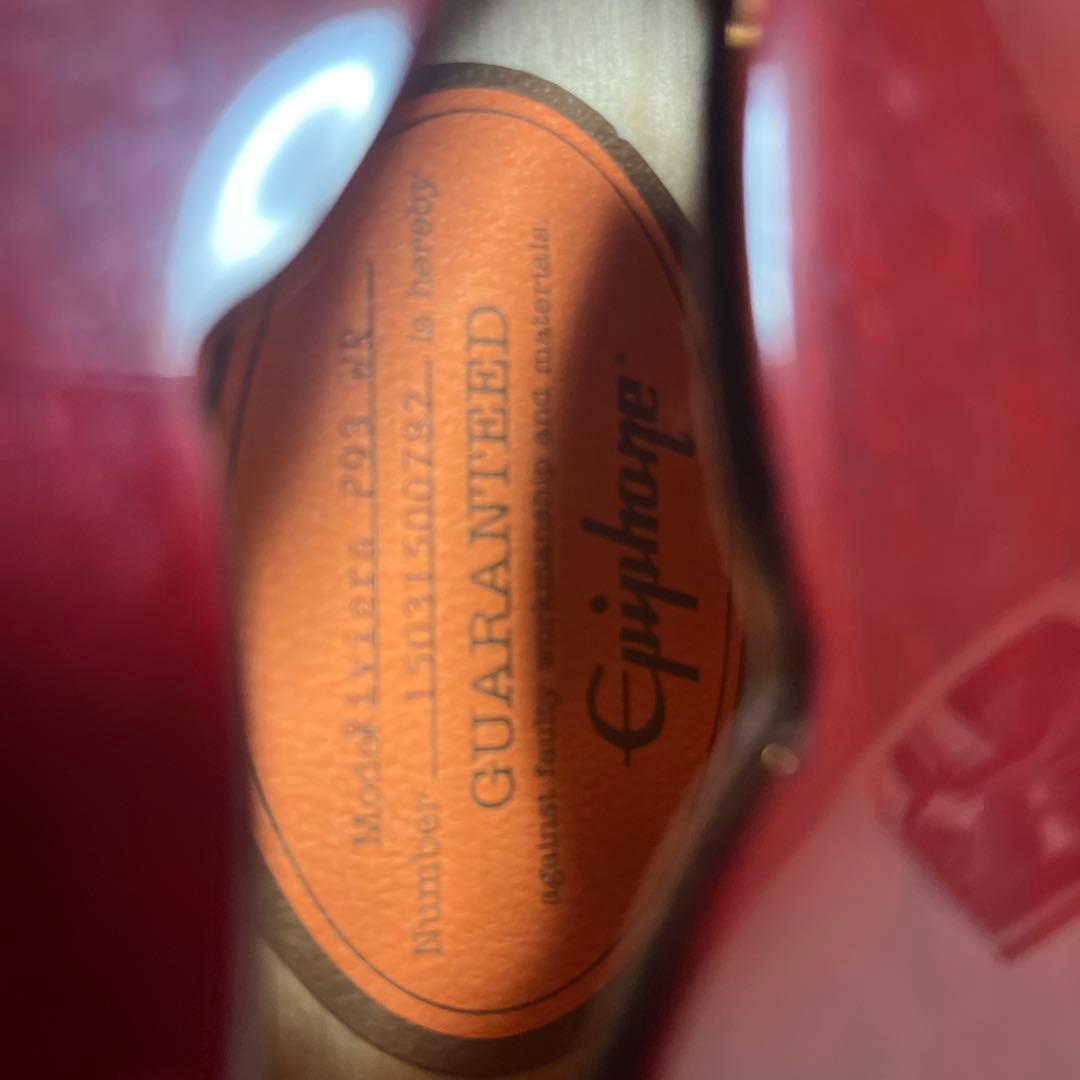 Model Riviera P93 WR
Number 15031500782 is hereby
GUARANTEED
against faulty workmanship and materials.
Epiphone